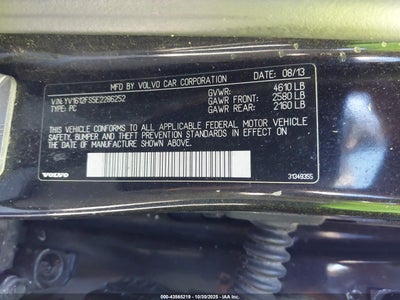 MFD BY VOLVO CAR CORPORATION DATE: 08/13
VIN: YV1612FS5E2286252 GVWR: 4610 LB
TYPE: PC GAWR FRONT: 2580 LB
GAWR REAR: 2160 LB
THIS VEHICLE CONFORMS TO ALL APPLICABLE FEDERAL MOTOR VEHICLE
SAFETY, BUMPER, AND THEFT PREVENTION STANDARDS IN EFFECT ON
THE DATE OF MANUFACTURE SHOWN ABOVE.
31349355
VOLVO
© 43565219 - (10/30/2025) - IAA Inc.